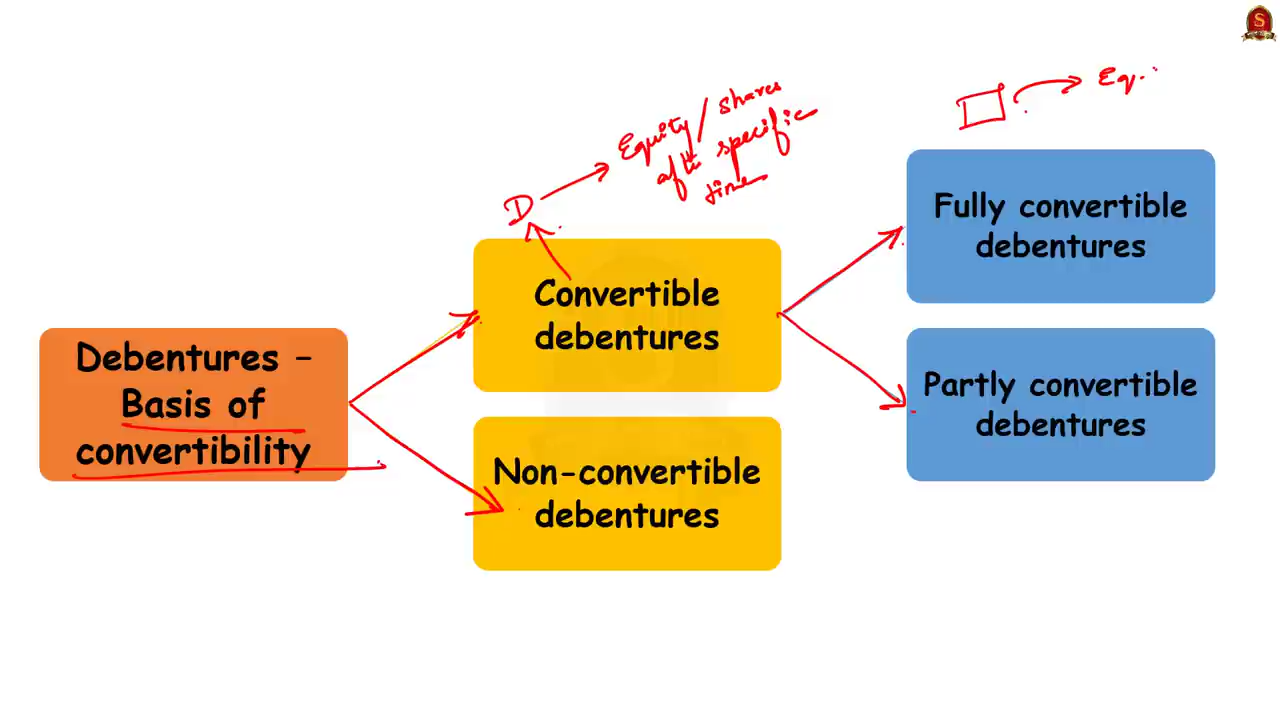 Eq.
Equity/shares
after specific
time
D
Fully convertible
debentures
Convertible
debentures
Debentures –
Basis of
convertibility
Partly convertible
debentures
Non-convertible
debentures
S